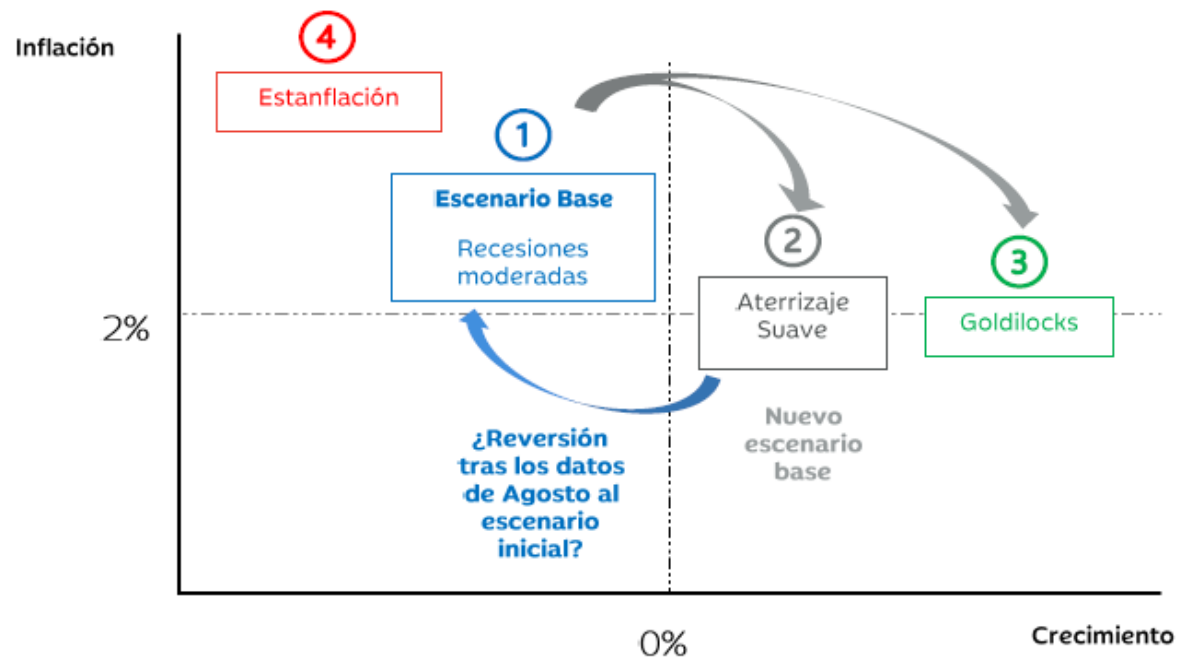 Inflación
4
Estanflación
1
Escenario Base
Recesiones
moderadas
2
Aterrizaje
Suave
3
Goldilocks
2%
Nuevo
escenario
base
¿Reversión
tras los datos
de Agosto al
escenario
inicial?
0%
Crecimiento